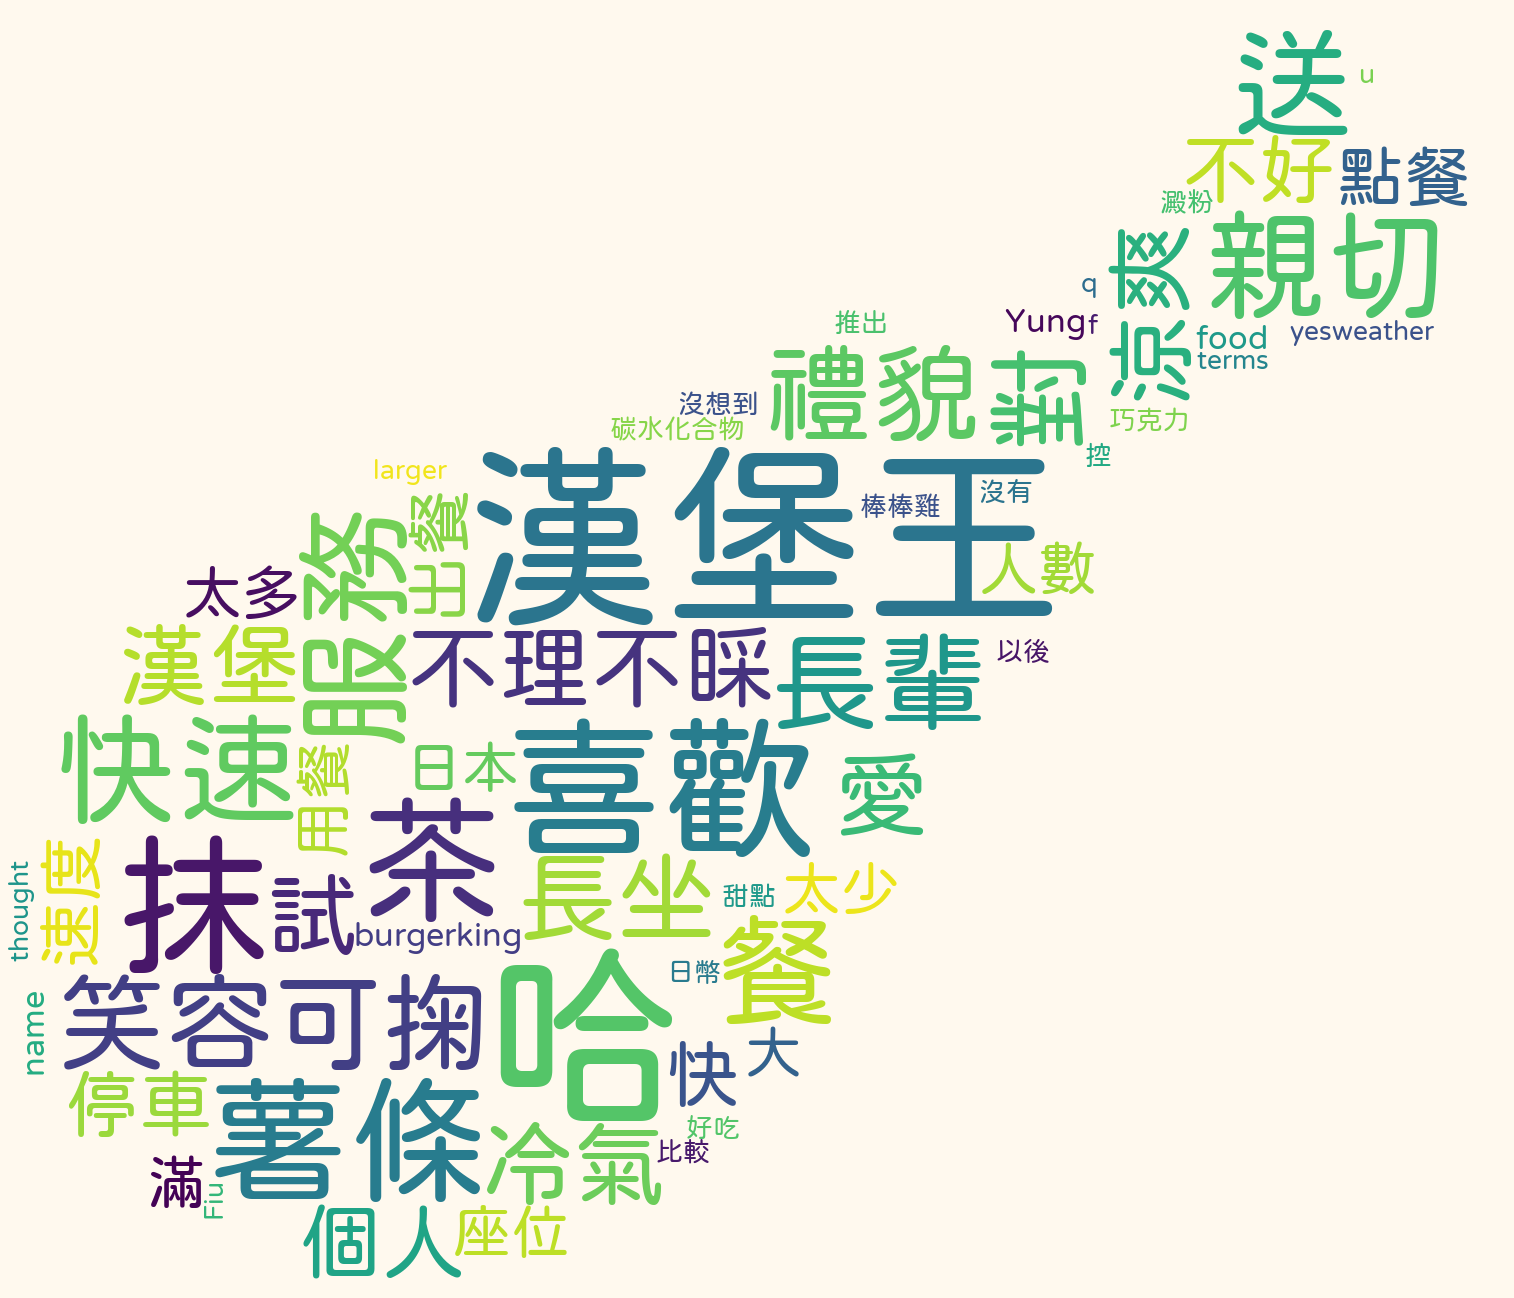 送
u
不好
點餐
澱粉
親切
涼爽
q
Yung
f
food
terms
yesweather
推出
禮貌
對
沒想到
碳水化合物
巧克力
控
larger
漢堡王
棒棒雞
沒有
人數
出餐
服務
太多
漢堡
不理不睬
長輩
以後
快速
日本
喜歡
愛
用餐
茶
速度
thought
抹
試
burgerking
長坐
甜點
太少
餐
日幣
哈
笑容可掬
name
快
大
停車
薯條
好吃
比較
冷氣
滿
Fiu
個人
座位